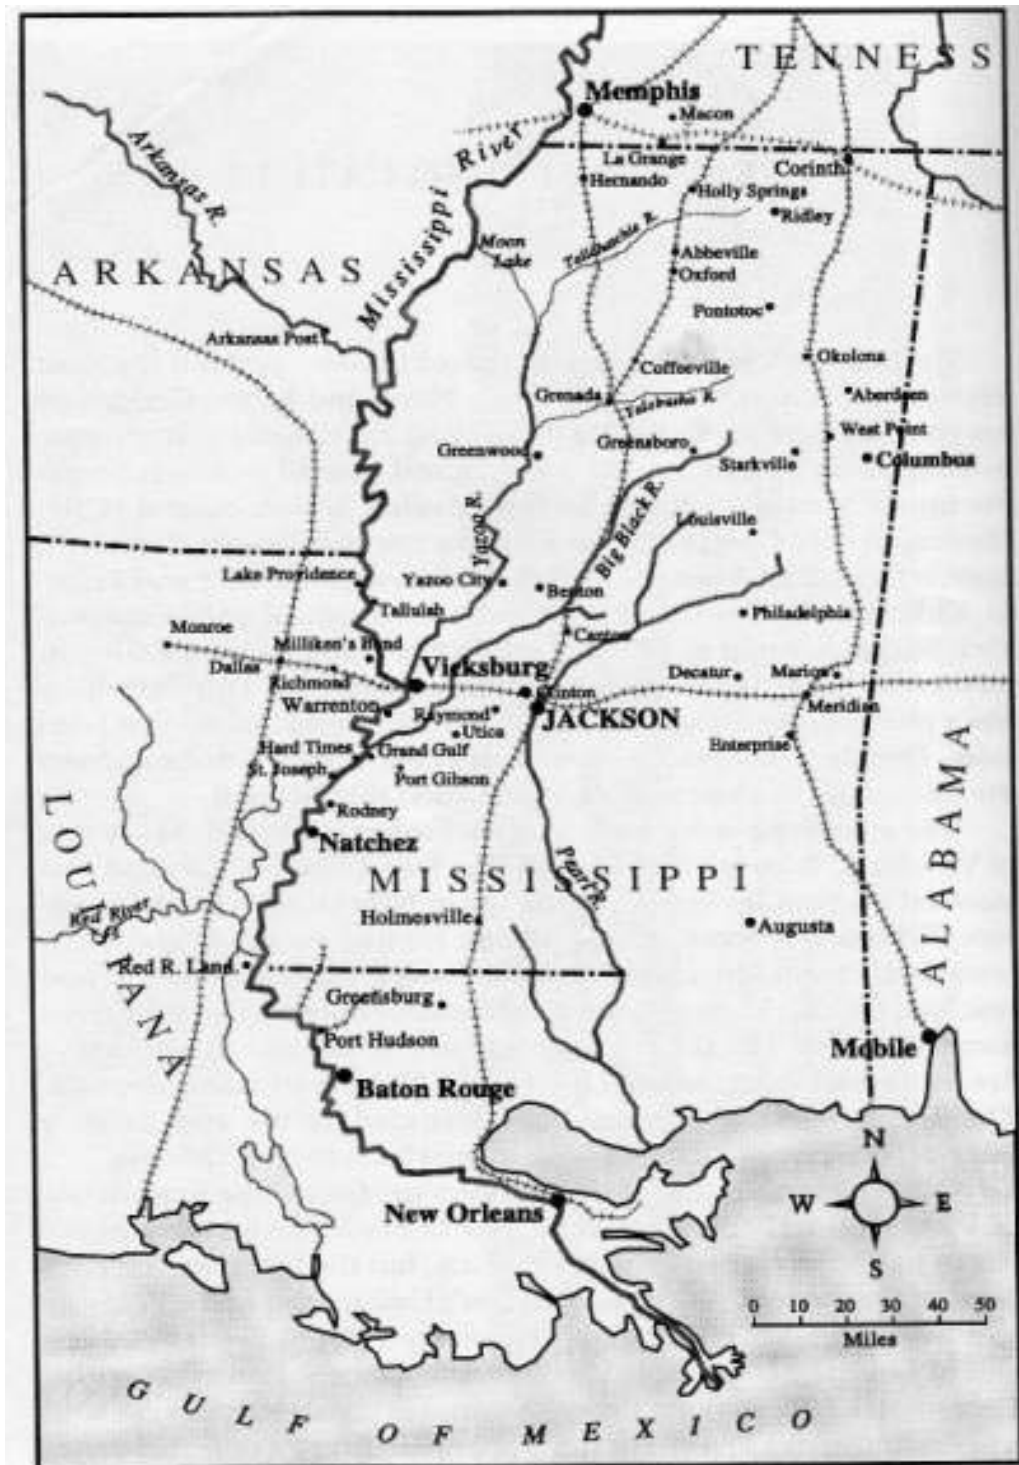 TENNESS
Memphis
Macon
Arkansas R.
Mississippi River
La Grange
Corinth
Hernando
Holly Springs
Ridley
Moon
Lake
Tallahachie R.
ARKANSAS
Abbeville
Oxford
Pontotoc
Arkansas Post
Okolona
Coffeeville
Grenada
Yalobusha R.
Aberdeen
Greenwood
Greensboro
West Point
Starkville
Columbus
Yazoo R.
Big Black R.
Louisville
Lake Providence
Yazoo City
Benton
Tallulah
Philadelphia
Monroe
Milliken's Bend
Canton
Dallas
Vicksburg
Richmond
Clinton
Decatur
Marion
Warrenton
Raymond
JACKSON
Meridian
Utica
Enterprise
Hard Times
Grand Gulf
St. Joseph
Port Gibson
Rodney
Natchez
LOUISIANA
MISSISSIPPI
Pearl R.
ALABAMA
Red River
Holmesville
Augusta
Red R. Land.
Greensburg
Port Hudson
Mobile
Baton Rouge
N
W E
S
New Orleans
0 10 20 30 40 50
Miles
GULF OF MEXICO